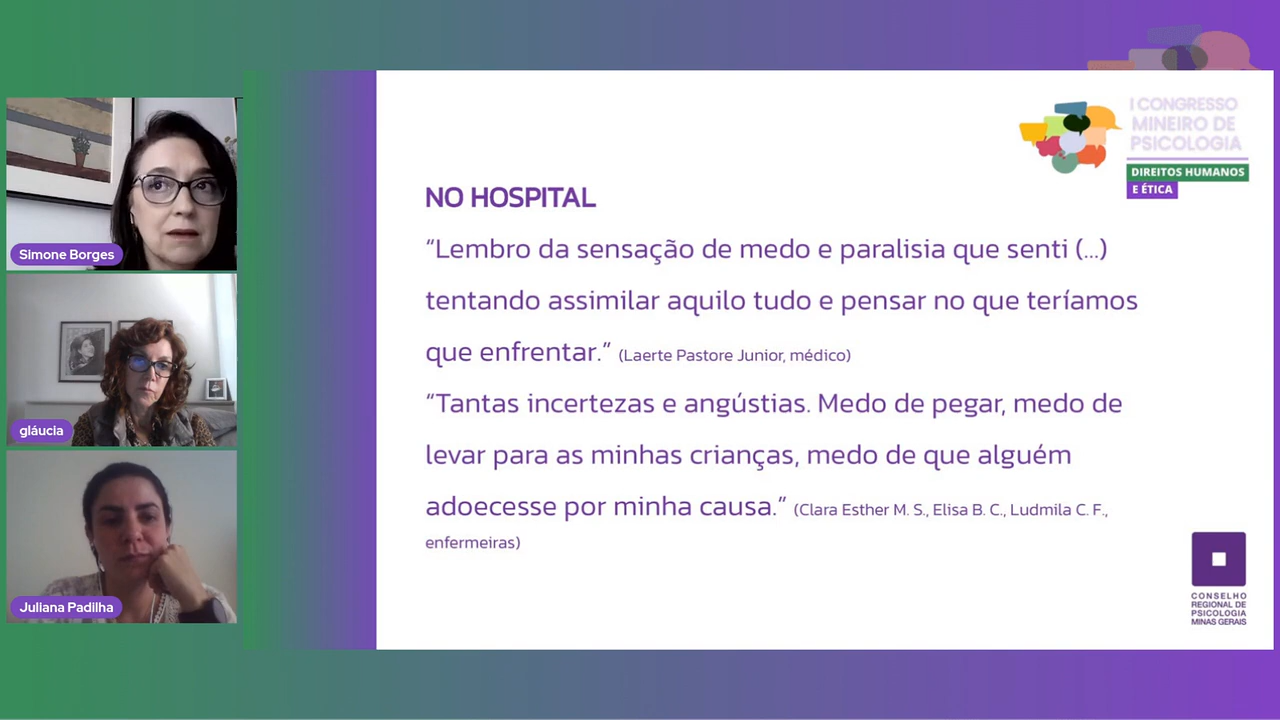 I CONGRESSO
MINEIRO DE
PSICOLOGIA
DIREITOS HUMANOS
E ÉTICA
Simone Borges
gláucia
Juliana Padilha
NO HOSPITAL
“Lembro da sensação de medo e paralisia que senti (...)
tentando assimilar aquilo tudo e pensar no que teríamos
que enfrentar.” (Laerte Pastore Junior, médico)
“Tantas incertezas e angústias. Medo de pegar, medo de
levar para as minhas crianças, medo de que alguém
adoecesse por minha causa.” (Clara Esther M. S., Elisa B. C., Ludmila C. F.,
enfermeiras)
CONSELHO
REGIONAL DE
PSICOLOGIA
MINAS GERAIS